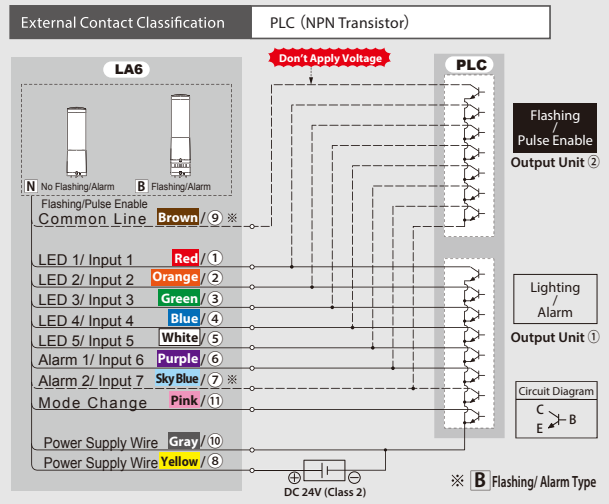 External Contact Classification
PLC (NPN Transistor)
Don't Apply Voltage
LA6
PLC
N No Flashing/Alarm
B Flashing/Alarm
Flashing
/
Pulse Enable
Output Unit ②
Flashing/Pulse Enable
Common Line Brown/⑨ ※
LED 1/ Input 1 Red/①
LED 2/ Input 2 Orange/②
LED 3/ Input 3 Green/③
LED 4/ Input 4 Blue/④
LED 5/ Input 5 White/⑤
Alarm 1/ Input 6 Purple/⑥
Alarm 2/ Input 7 Sky Blue/⑦ ※
Mode Change Pink/⑪
Lighting
/
Alarm
Output Unit ①
Circuit Diagram
C
B
E
Power Supply Wire Gray/⑩
Power Supply Wire Yellow/⑧
⊕ ⊖
DC 24V (Class 2)
※ B Flashing/ Alarm Type